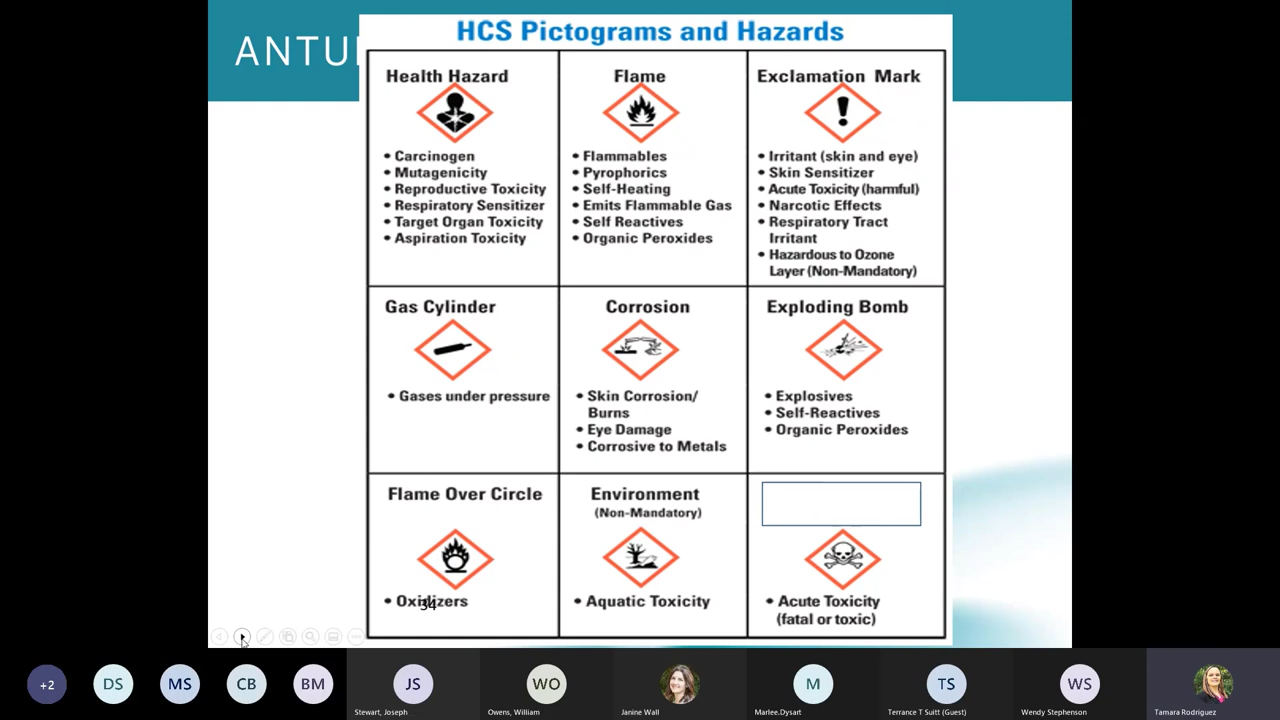 ANTU
HCS Pictograms and Hazards
Health Hazard
• Carcinogen
• Mutagenicity
• Reproductive Toxicity
• Respiratory Sensitizer
• Target Organ Toxicity
• Aspiration Toxicity
Flame
• Flammables
• Pyrophorics
• Self-Heating
• Emits Flammable Gas
• Self Reactives
• Organic Peroxides
Exclamation Mark
• Irritant (skin and eye)
• Skin Sensitizer
• Acute Toxicity (harmful)
• Narcotic Effects
• Respiratory Tract
Irritant
• Hazardous to Ozone
Layer (Non-Mandatory)
Gas Cylinder
• Gases under pressure
Corrosion
• Skin Corrosion/
Burns
• Eye Damage
• Corrosive to Metals
Exploding Bomb
• Explosives
• Self-Reactives
• Organic Peroxides
Flame Over Circle
• Oxidizers
34
Environment
(Non-Mandatory)
• Aquatic Toxicity
• Acute Toxicity
(fatal or toxic)
+2
DS
MS
CB
BM
JS
Stewart, Joseph
WO
Owens, William
Janine Wall
M
Marlee.Dysart
TS
Terrance T Suitt (Guest)
WS
Wendy Stephenson
Tamara Rodriguez